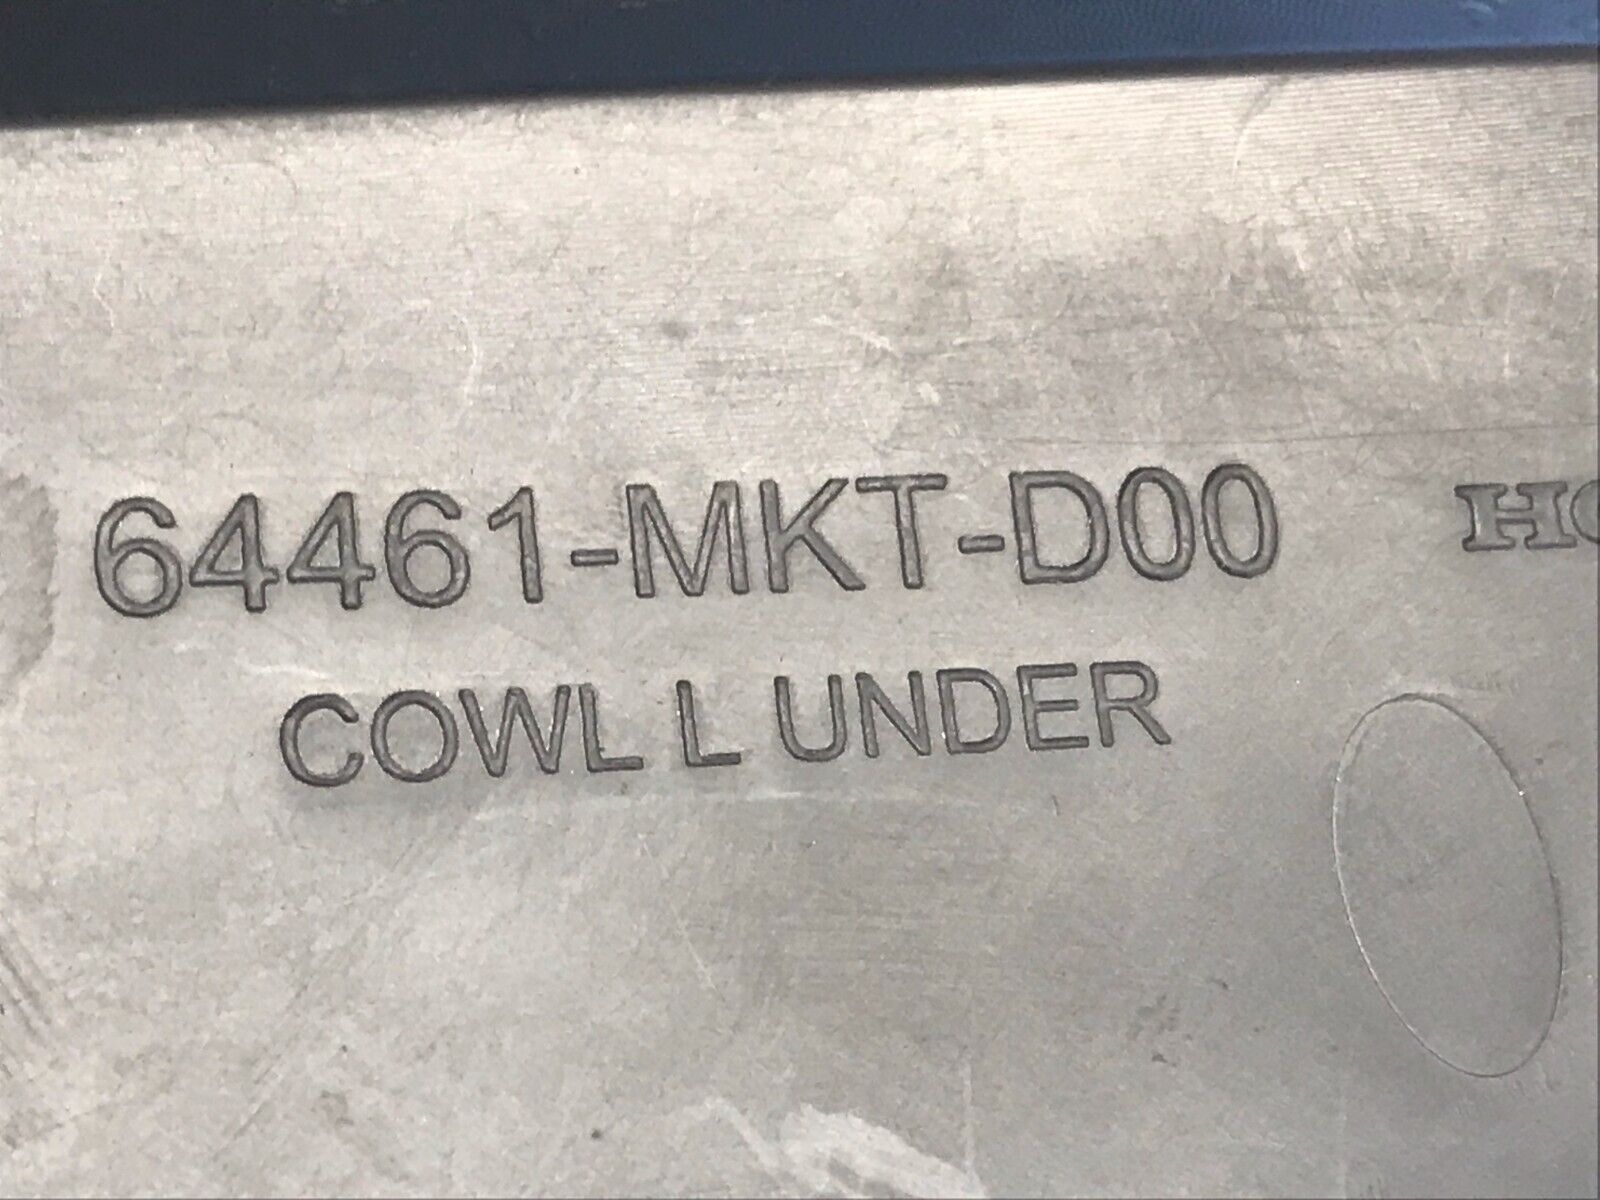 64461-MKT-D00
COWL L UNDER